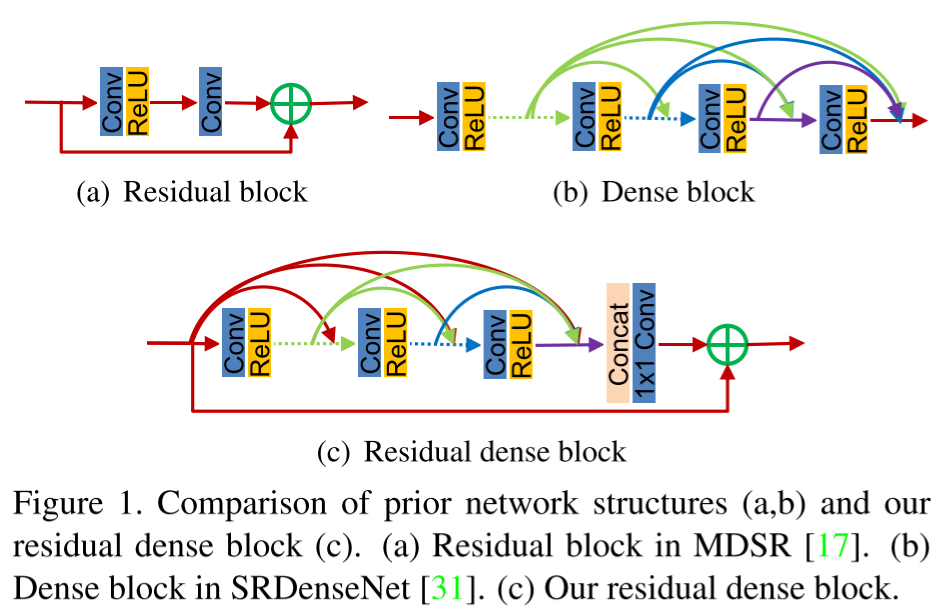 Conv
ReLU
Conv
Conv
ReLU
Conv
ReLU
Conv
ReLU
Conv
ReLU
(a) Residual block
(b) Dense block
Conv
ReLU
Conv
ReLU
Conv
ReLU
Concat
1x1 Conv
(c) Residual dense block
Figure 1. Comparison of prior network structures (a,b) and our
residual dense block (c). (a) Residual block in MDSR [17]. (b)
Dense block in SRDenseNet [31]. (c) Our residual dense block.